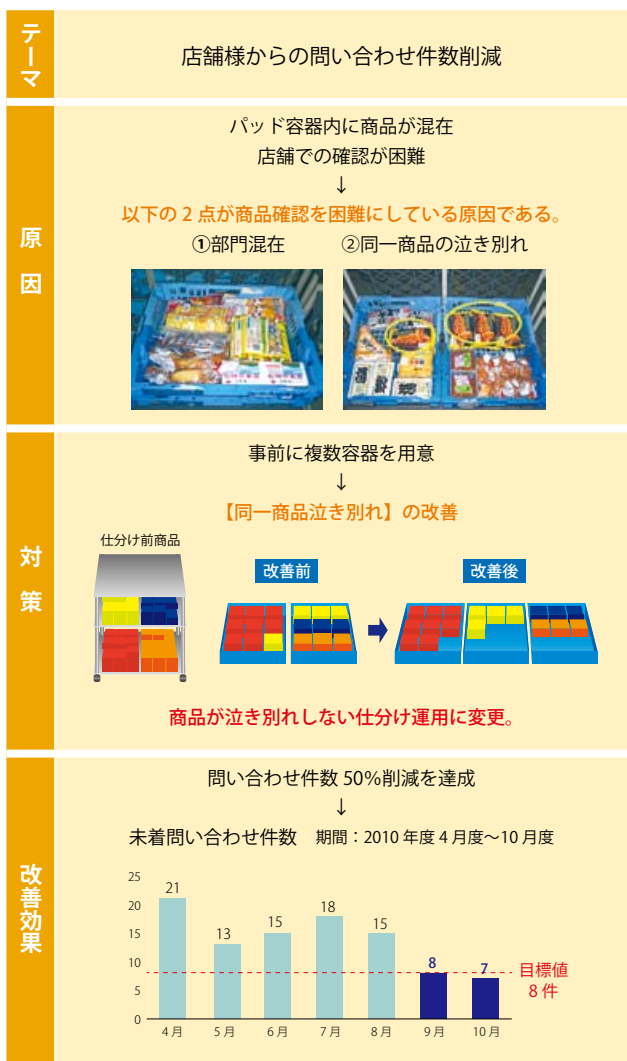 テーマ
店舗様からの問い合わせ件数削減
原因
パッド容器内に商品が混在
店舗での確認が困難
↓
以下の2点が商品確認を困難にしている原因である。
①部門混在
②同一商品の泣き別れ
対策
事前に複数容器を用意
↓
【同一商品泣き別れ】の改善
仕分け前商品
改善前
改善後
商品が泣き別れしない仕分け運用に変更。
改善効果
問い合わせ件数50%削減を達成
↓
未着問い合わせ件数 期間：2010年度4月度～10月度
25
20
15
10
5
0
21
13
15
18
15
8
7
目標値
8件
4月
5月
6月
7月
8月
9月
10月